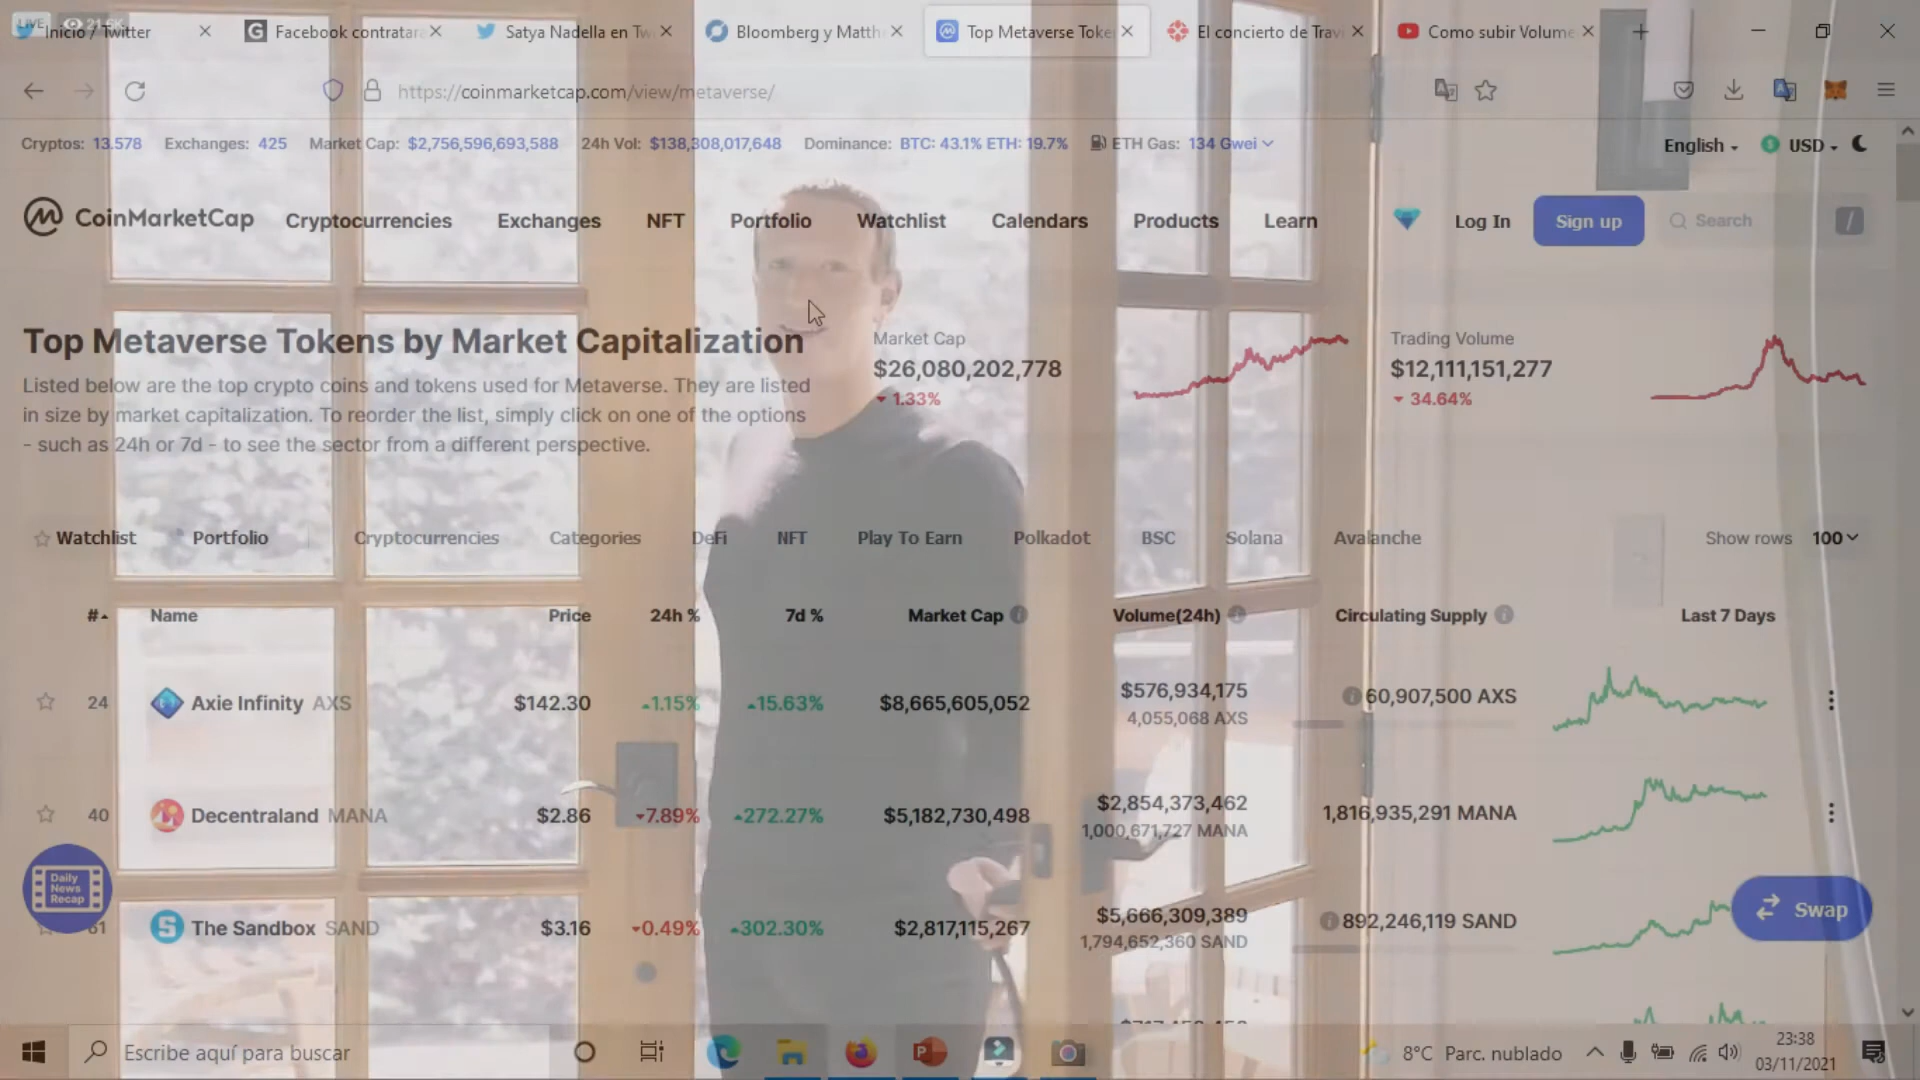 LIVE 21.6K
Inicio / Twitter
Facebook contratara
Satya Nadella en Tw
Bloomberg y Matth
Top Metaverse Toke
El concierto de Travi
Como subir Volume
https://coinmarketcap.com/view/metaverse/
Cryptos: 13.578 Exchanges: 425 Market Cap: $2,756,596,693,588 24h Vol: $138,308,017,648 Dominance: BTC: 43.1% ETH: 19.7% ETH Gas: 134 Gwei
English USD
CoinMarketCap Cryptocurrencies Exchanges NFT Portfolio Watchlist Calendars Products Learn Log In Sign up Search /
Top Metaverse Tokens by Market Capitalization
Listed below are the top crypto coins and tokens used for Metaverse. They are listed
in size by market capitalization. To reorder the list, simply click on one of the options
- such as 24h or 7d - to see the sector from a different perspective.
Market Cap
$26,080,202,778
1.33%
Trading Volume
$12,111,151,277
34.64%
Watchlist Portfolio Cryptocurrencies Categories DeFi NFT Play To Earn Polkadot BSC Solana Avalanche Show rows 100
# Name Price 24h % 7d % Market Cap Volume(24h) Circulating Supply Last 7 Days
24 Axie Infinity AXS $142.30 1.15% 15.63% $8,665,605,052 $576,934,175 60,907,500 AXS
4,055,068 AXS
40 Decentraland MANA $2.86 7.89% 272.27% $5,182,730,498 $2,854,373,462 1,816,935,291 MANA
1,000,671,727 MANA
61 The Sandbox SAND $3.16 0.49% 302.30% $2,817,115,267 $5,666,309,389 892,246,119 SAND
1,794,652,360 SAND
Daily
News
Recap
Swap
Escribe aquí para buscar
8°C Parc. nublado
23:38
03/11/2021